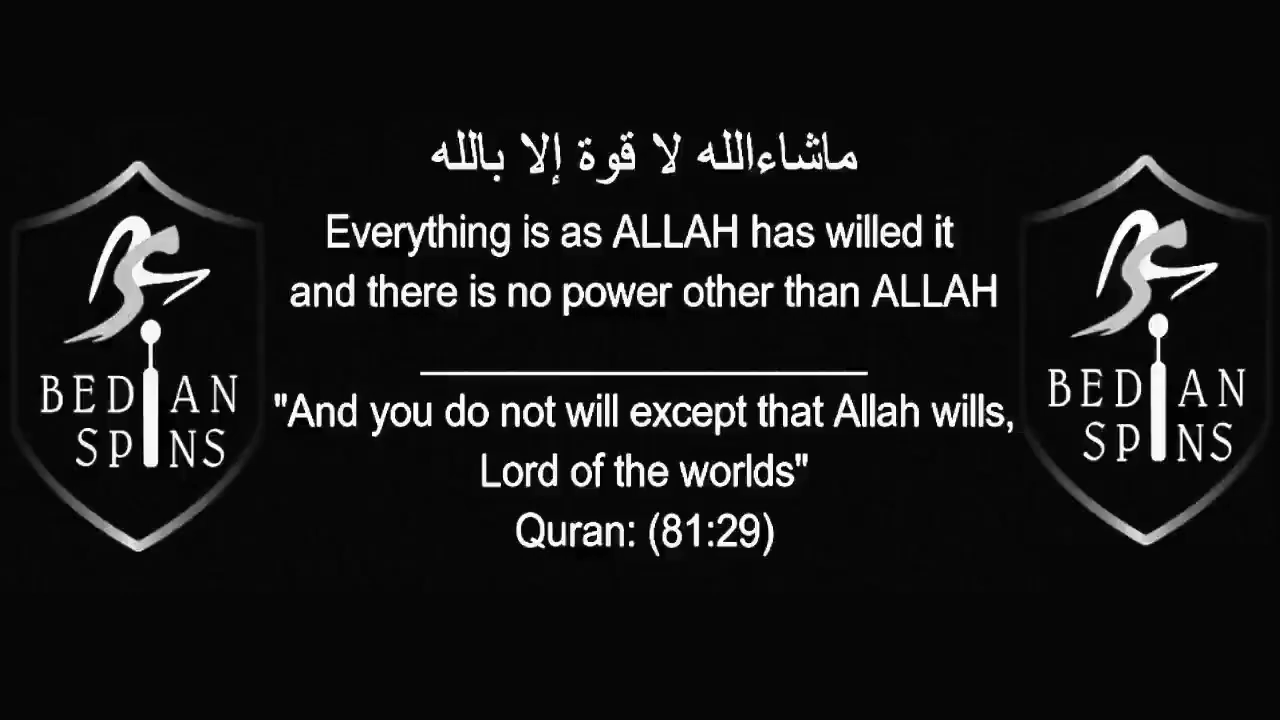 ماشاءالله لا قوة إلا بالله
Everything is as ALLAH has willed it
and there is no power other than ALLAH
"And you do not will except that Allah wills,
Lord of the worlds"
Quran: (81:29)
BEDIAN
SPINS
BEDIAN
SPINS